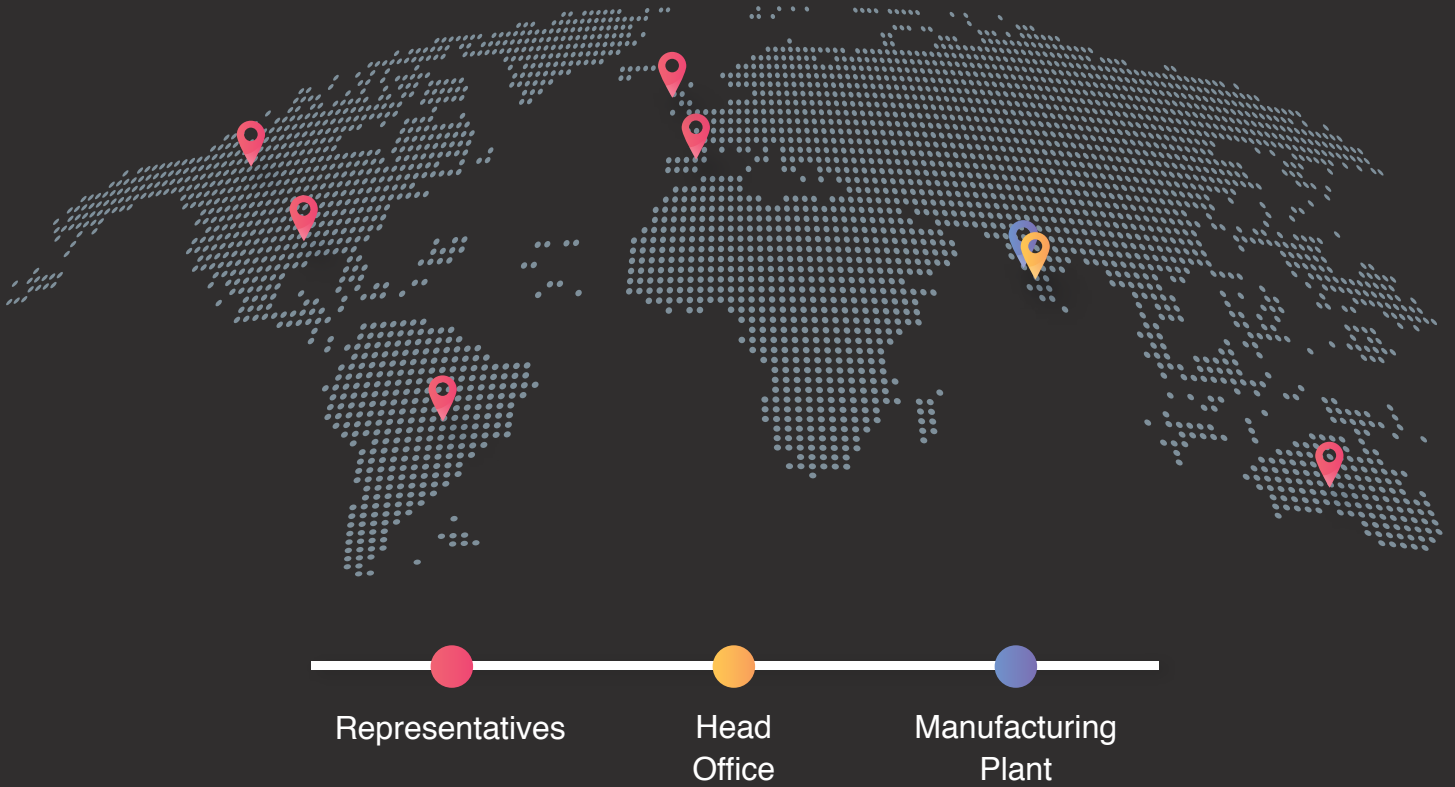 Representatives
Head
Office
Manufacturing
Plant